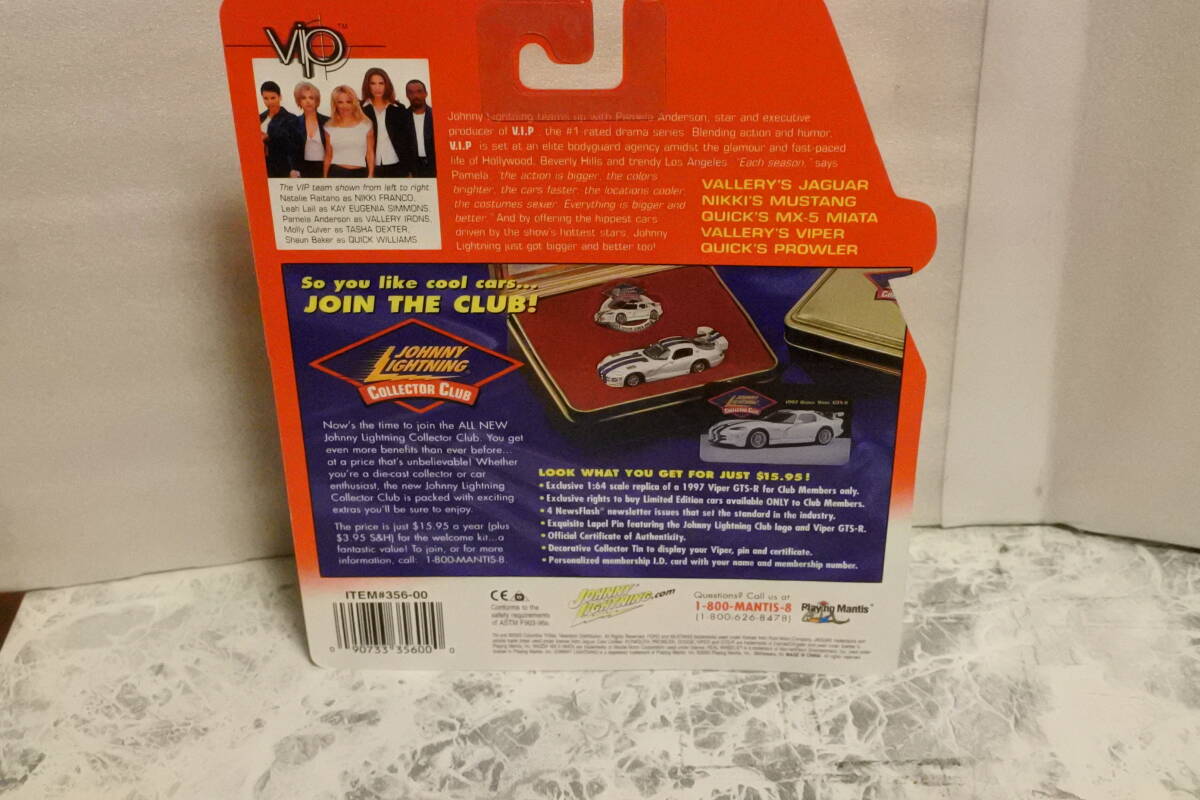 vip ™
The VIP team shown from left to right
Natalie Raitano as NIKKI FRANCO,
Leah Lail as KAY EUGENIA SIMMONS,
Pamela Anderson as VALLERY IRONS,
Molly Culver as TASHA DEXTER,
Shaun Baker as QUICK WILLIAMS
Johnny Lightning teams up with Pamela Anderson, star and executive
producer of V.I.P., the #1 rated drama series. Blending action and humor,
V.I.P. is set at an elite bodyguard agency amidst the glamour and fast-paced
life of Hollywood, Beverly Hills and trendy Los Angeles. "Each season," says
Pamela, "the action is bigger, the colors
brighter, the cars faster, the locations cooler,
the costumes sexier. Everything is bigger and
better." And by offering the hippest cars
driven by the show's hottest stars, Johnny
Lightning just got bigger and better too!
VALLERY'S JAGUAR
NIKKI'S MUSTANG
QUICK'S MX-5 MIATA
VALLERY'S VIPER
QUICK'S PROWLER
So you like cool cars...
JOIN THE CLUB!
JOHNNY
LIGHTNING
COLLECTOR CLUB
Now's the time to join the ALL NEW
Johnny Lightning Collector Club. You get
even more benefits than ever before...
at a price that's unbelievable! Whether
you're a die-cast collector or car
enthusiast, the new Johnny Lightning
Collector Club is packed with exciting
extras you'll be sure to enjoy.
The price is just $15.95 a year (plus
$3.95 S&H) for the welcome kit...a
fantastic value! To join, or for more
information, call: 1-800-MANTIS-8.
JOHNNY
LIGHTNING
COLLECTOR CLUB
1997 Dodge Viper GTS-R
LOOK WHAT YOU GET FOR JUST $15.95!
• Exclusive 1:64 scale replica of a 1997 Viper GTS-R for Club Members only.
• Exclusive rights to buy Limited Edition cars available ONLY to Club Members.
• 4 NewsFlash® newsletter issues that set the standard in the industry.
• Exquisite Lapel Pin featuring the Johnny Lightning Club logo and Viper GTS-R.
• Official Certificate of Authenticity.
• Decorative Collector Tin to display your Viper, pin and certificate.
• Personalized membership I.D. card with your name and membership number.
ITEM#356-00
0 90733 35600 0
CE
Conforms to the
safety requirements
of ASTM F963-96a.
JOHNNY
LIGHTNING.com
Questions? Call us at
1-800-MANTIS-8
(1-800-626-8478)
Playing Mantis